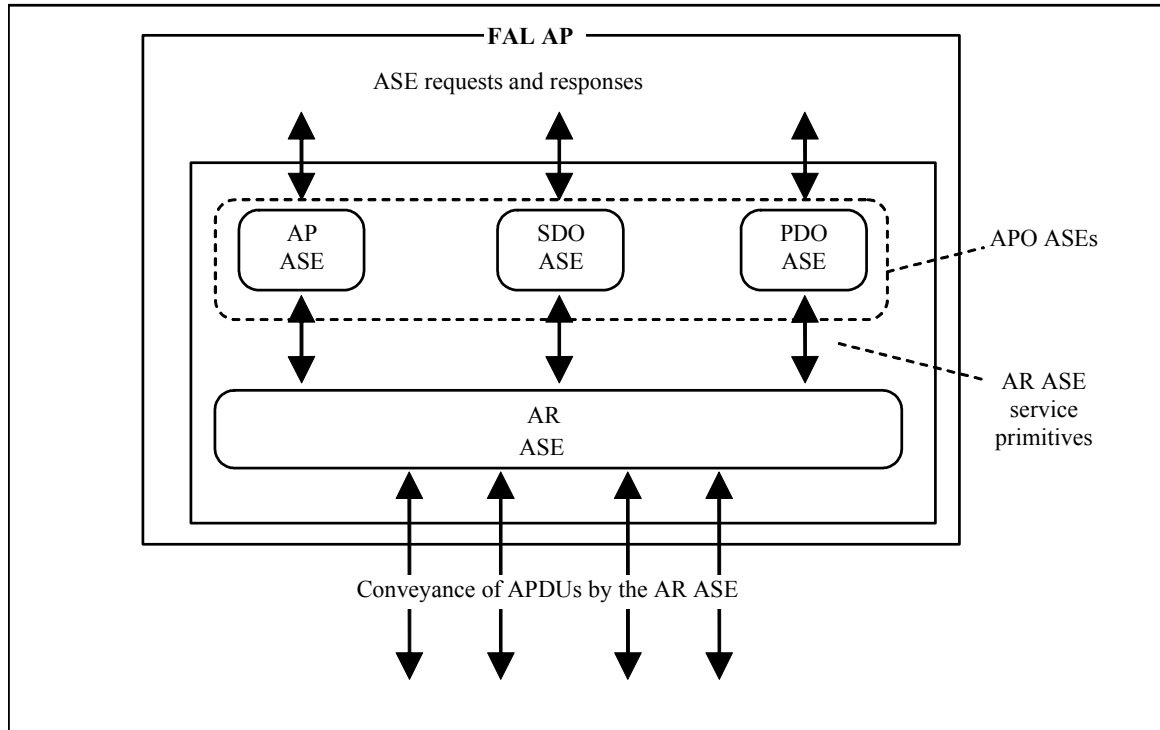 FAL AP
ASE requests and responses
AP
ASE
SDO
ASE
PDO
ASE
APO ASEs
AR ASE
service
primitives
AR
ASE
Conveyance of APDUs by the AR ASE